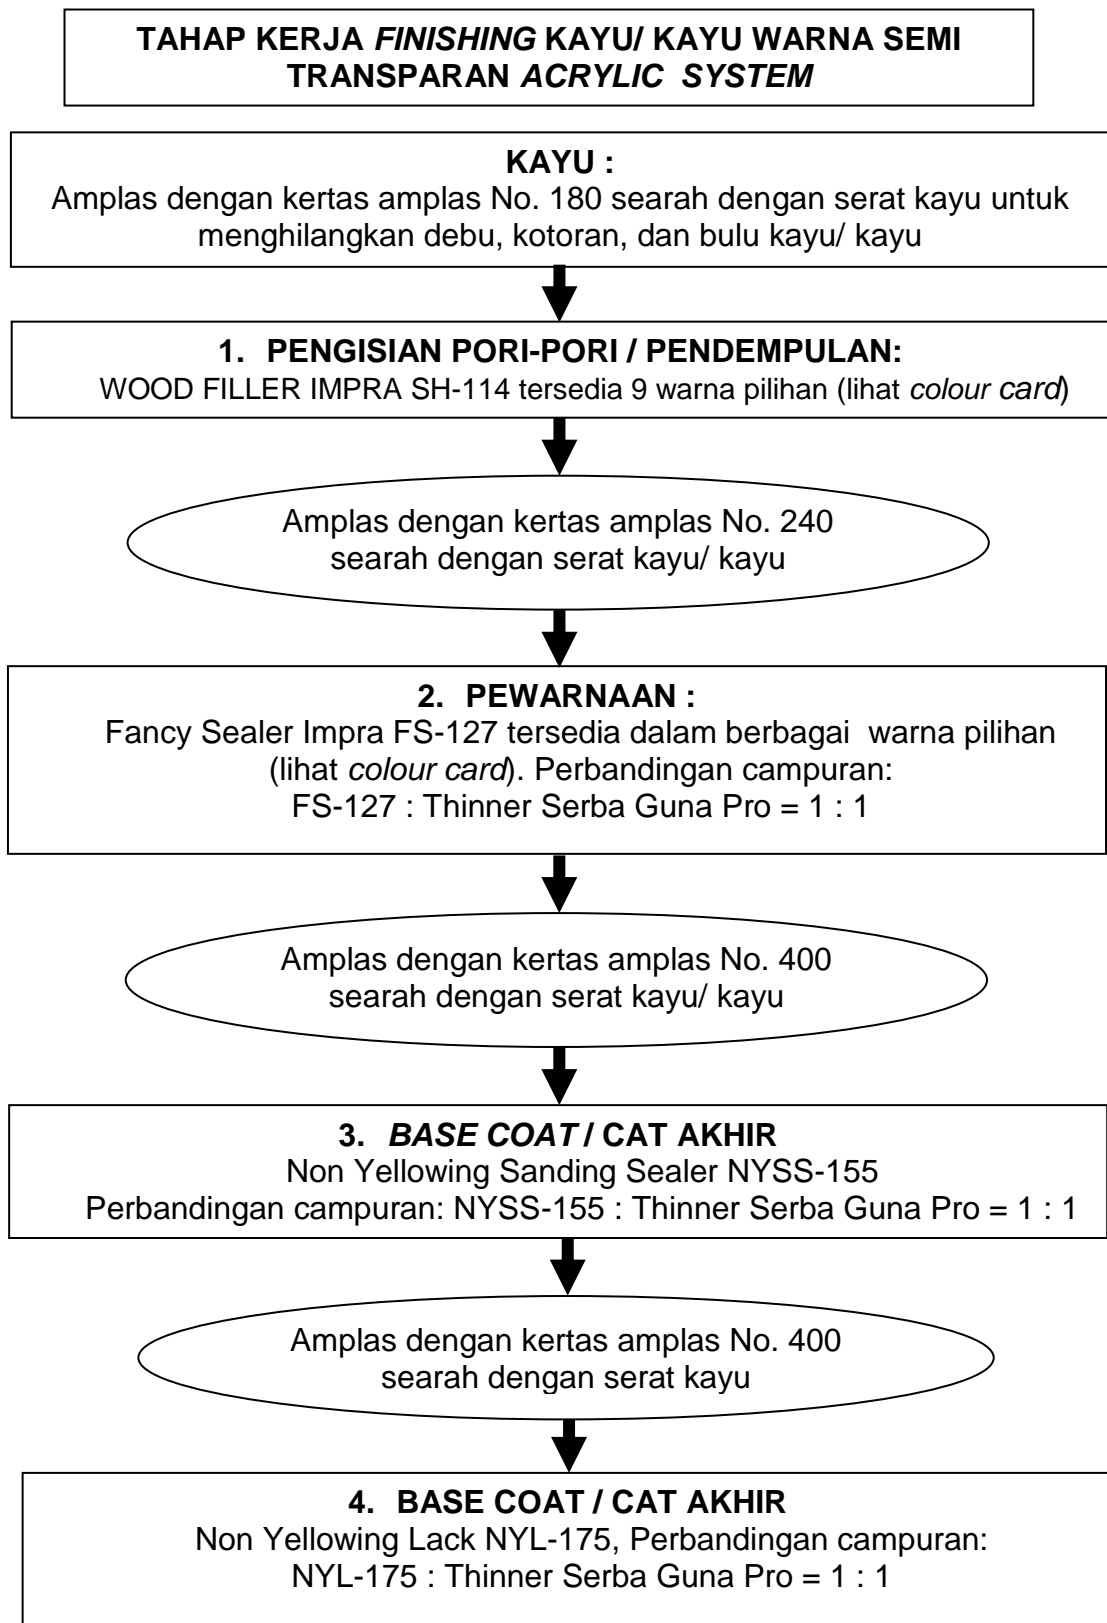 TAHAP KERJA FINISHING KAYU/ KAYU WARNA SEMI
TRANSPARAN ACRYLIC SYSTEM
KAYU :
Amplas dengan kertas amplas No. 180 searah dengan serat kayu untuk
menghilangkan debu, kotoran, dan bulu kayu/ kayu
1. PENGISIAN PORI-PORI / PENDEMPULAN:
WOOD FILLER IMPRA SH-114 tersedia 9 warna pilihan (lihat colour card)
Amplas dengan kertas amplas No. 240
searah dengan serat kayu/ kayu
2. PEWARNAAN :
Fancy Sealer Impra FS-127 tersedia dalam berbagai warna pilihan
(lihat colour card). Perbandingan campuran:
FS-127 : Thinner Serba Guna Pro = 1 : 1
Amplas dengan kertas amplas No. 400
searah dengan serat kayu/ kayu
3. BASE COAT / CAT AKHIR
Non Yellowing Sanding Sealer NYSS-155
Perbandingan campuran: NYSS-155 : Thinner Serba Guna Pro = 1 : 1
Amplas dengan kertas amplas No. 400
searah dengan serat kayu
4. BASE COAT / CAT AKHIR
Non Yellowing Lack NYL-175, Perbandingan campuran:
NYL-175 : Thinner Serba Guna Pro = 1 : 1